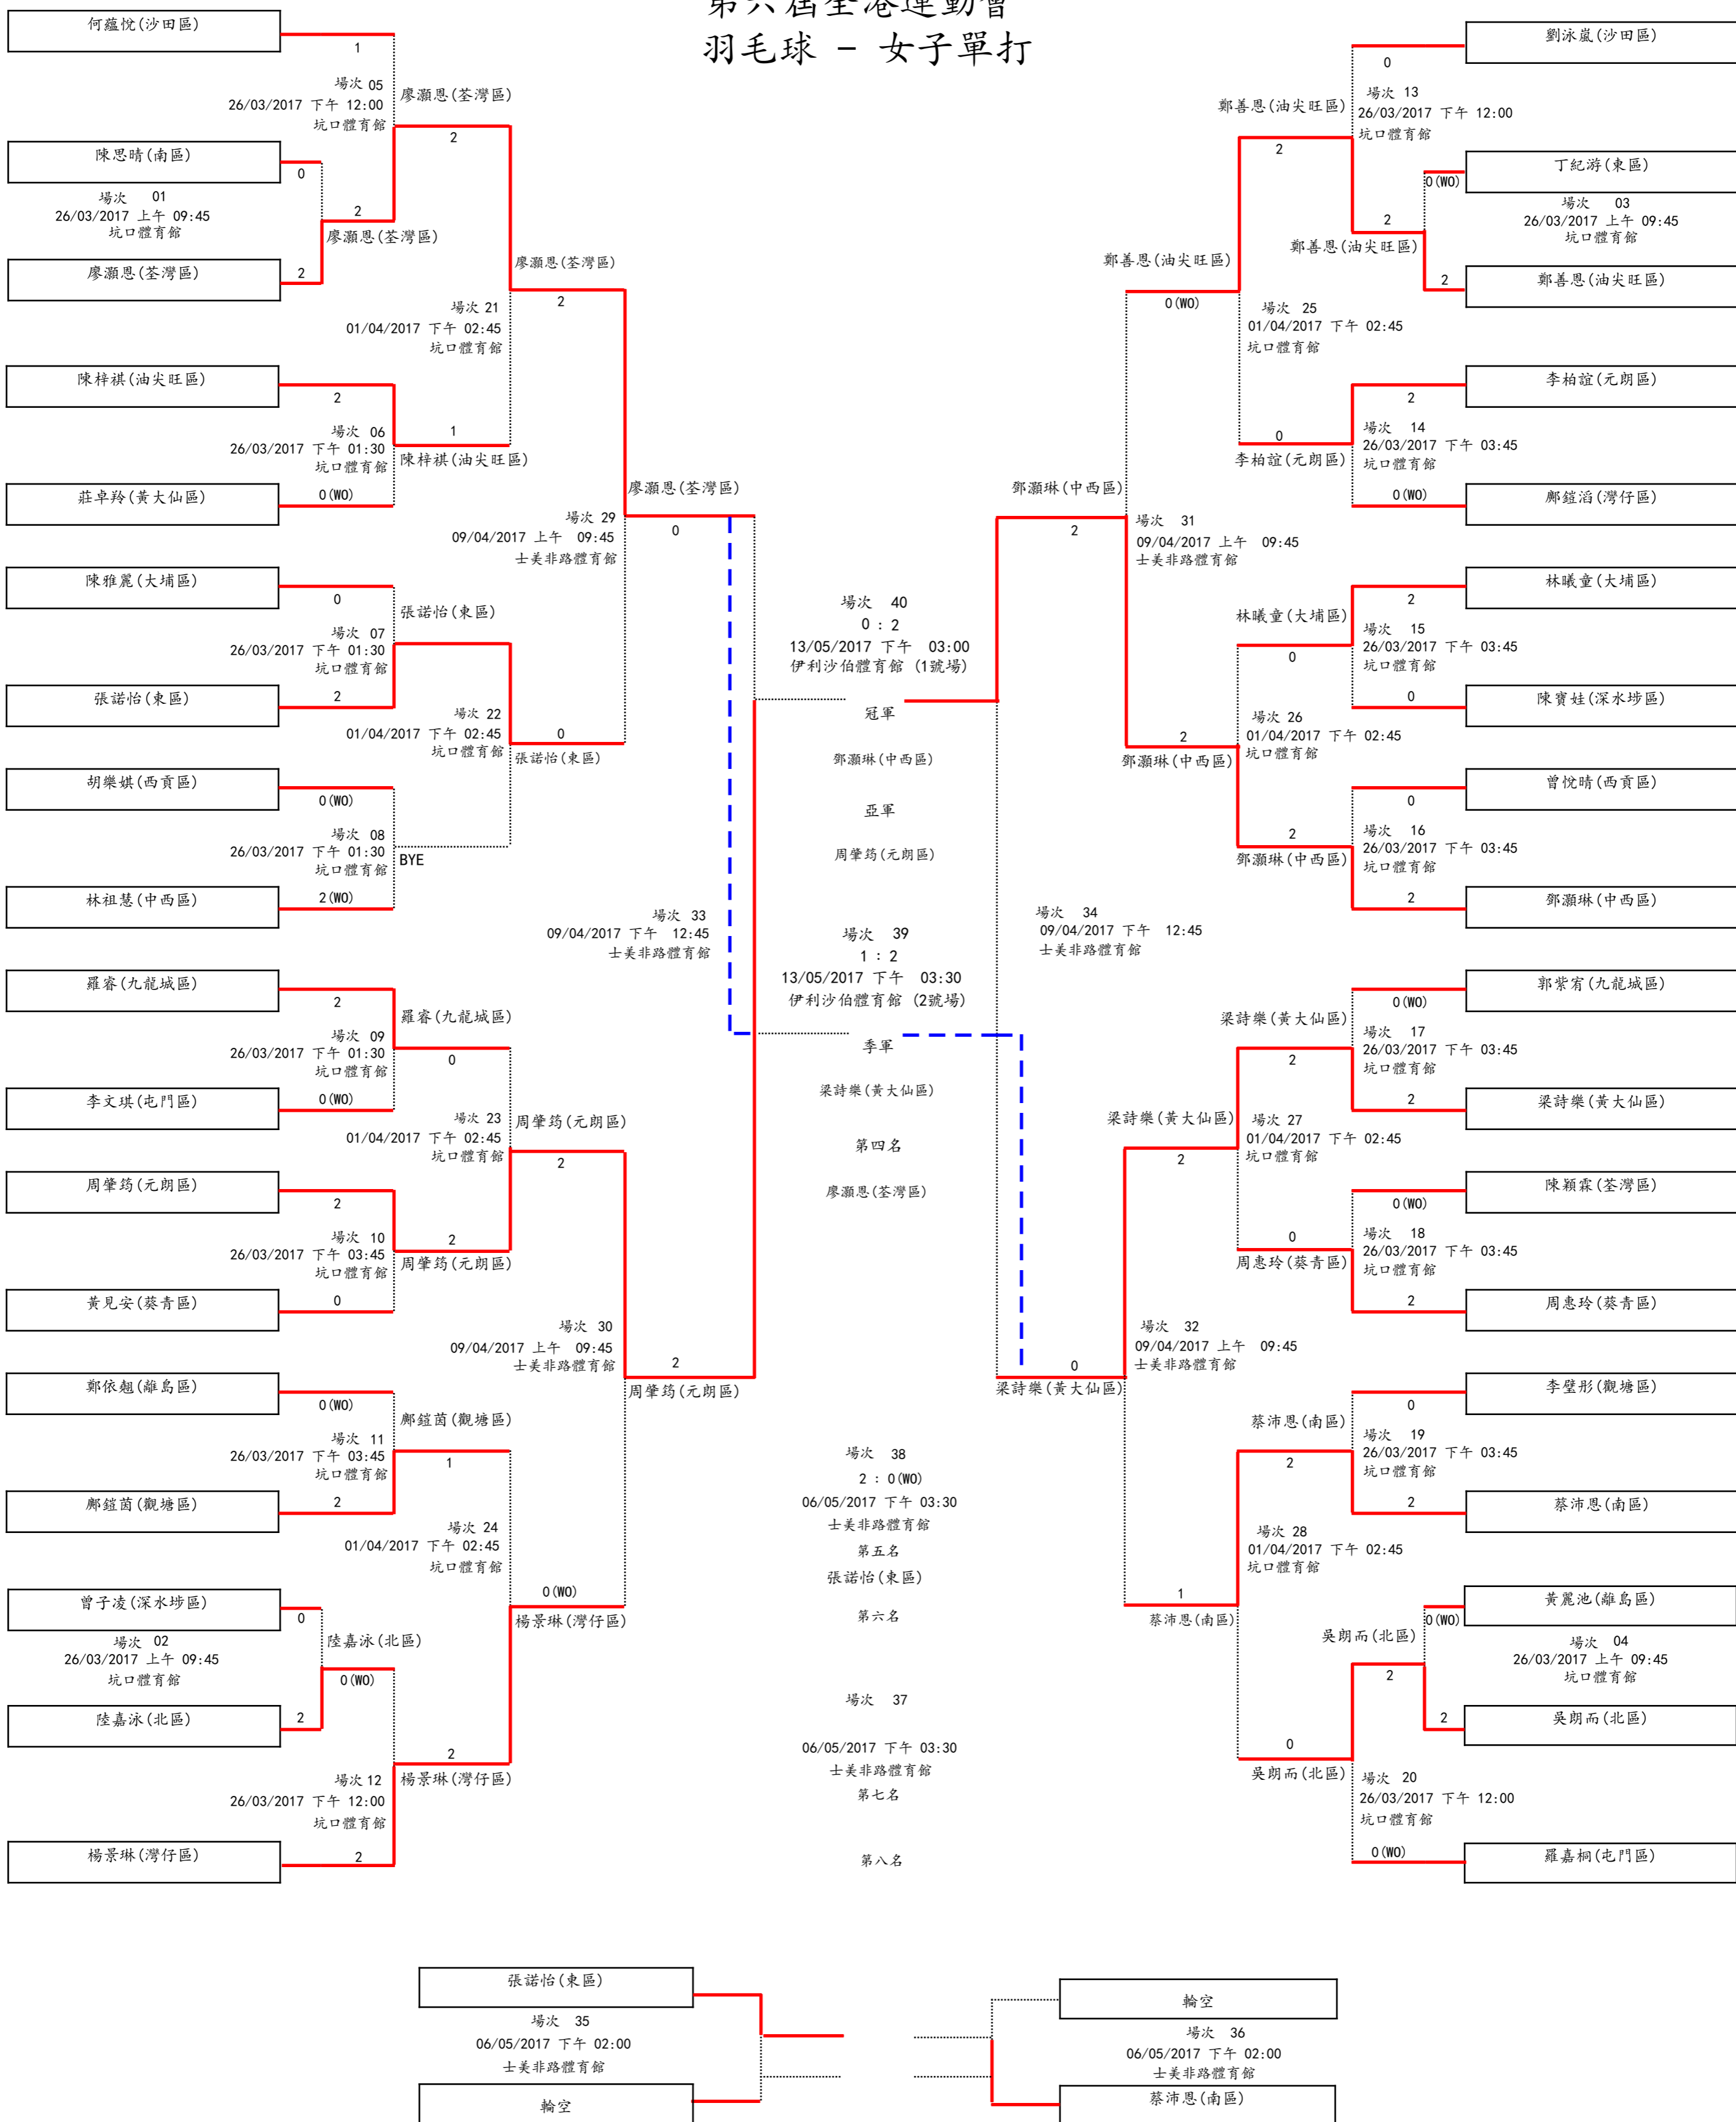 第六屆全港運動會
羽毛球 - 女子單打
何蘊悅(沙田區)
1
場次 05
26/03/2017 下午 12:00
坑口體育館
廖灝恩(荃灣區)
2
陳思晴(南區)
0
場次 01
26/03/2017 上午 09:45
坑口體育館
2
廖灝恩(荃灣區)
廖灝恩(荃灣區)
2
廖灝恩(荃灣區)
2
場次 21
01/04/2017 下午 02:45
坑口體育館
陳梓祺(油尖旺區)
2
場次 06
26/03/2017 下午 01:30
坑口體育館
1
陳梓祺(油尖旺區)
莊卓羚(黃大仙區)
0(WO)
廖灝恩(荃灣區)
0
場次 29
09/04/2017 上午 09:45
士美非路體育館
陳雅麗(大埔區)
0
張諾怡(東區)
場次 07
26/03/2017 下午 01:30
坑口體育館
張諾怡(東區)
2
場次 22
01/04/2017 下午 02:45
坑口體育館
0
張諾怡(東區)
胡樂娸(西貢區)
0(WO)
場次 08
26/03/2017 下午 01:30
坑口體育館
BYE
林祖慧(中西區)
2(WO)
場次 33
09/04/2017 下午 12:45
士美非路體育館
羅睿(九龍城區)
2
羅睿(九龍城區)
場次 09
26/03/2017 下午 01:30
坑口體育館
0
李文琪(屯門區)
0(WO)
場次 23
01/04/2017 下午 02:45
坑口體育館
周肇筠(元朗區)
2
周肇筠(元朗區)
2
場次 10
26/03/2017 下午 03:45
坑口體育館
2
周肇筠(元朗區)
黃見安(葵青區)
0
場次 30
09/04/2017 上午 09:45
士美非路體育館
2
周肇筠(元朗區)
鄭依翹(離島區)
0(WO)
鄺鎧茵(觀塘區)
場次 11
26/03/2017 下午 03:45
坑口體育館
1
鄺鎧茵(觀塘區)
2
場次 24
01/04/2017 下午 02:45
坑口體育館
0(WO)
楊景琳(灣仔區)
曾子凌(深水埗區)
0
場次 02
26/03/2017 上午 09:45
坑口體育館
陸嘉泳(北區)
0(WO)
陸嘉泳(北區)
2
2
楊景琳(灣仔區)
場次 12
26/03/2017 下午 12:00
坑口體育館
楊景琳(灣仔區)
2
場次 40
0 : 2
13/05/2017 下午 03:00
伊利沙伯體育館 (1號場)
冠軍
鄧灝琳(中西區)
亞軍
周肇筠(元朗區)
場次 39
1 : 2
13/05/2017 下午 03:30
伊利沙伯體育館 (2號場)
季軍
梁詩樂(黃大仙區)
第四名
廖灝恩(荃灣區)
場次 38
2 : 0(WO)
06/05/2017 下午 03:30
士美非路體育館
第五名
張諾怡(東區)
第六名
場次 37
06/05/2017 下午 03:30
士美非路體育館
第七名
第八名
劉泳嵐(沙田區)
0
場次 13
26/03/2017 下午 12:00
坑口體育館
鄭善恩(油尖旺區)
2
丁紀游(東區)
0(WO)
場次 03
26/03/2017 上午 09:45
坑口體育館
2
鄭善恩(油尖旺區)
鄭善恩(油尖旺區)
2
鄭善恩(油尖旺區)
0(WO)
場次 25
01/04/2017 下午 02:45
坑口體育館
李柏誼(元朗區)
2
場次 14
26/03/2017 下午 03:45
坑口體育館
0
李柏誼(元朗區)
鄺鎧滔(灣仔區)
0(WO)
鄧灝琳(中西區)
2
場次 31
09/04/2017 上午 09:45
士美非路體育館
林曦童(大埔區)
2
林曦童(大埔區)
場次 15
26/03/2017 下午 03:45
坑口體育館
0
陳寶娃(深水埗區)
0
場次 26
01/04/2017 下午 02:45
坑口體育館
2
鄧灝琳(中西區)
曾悅晴(西貢區)
0
場次 16
26/03/2017 下午 03:45
坑口體育館
2
鄧灝琳(中西區)
鄧灝琳(中西區)
2
場次 34
09/04/2017 下午 12:45
士美非路體育館
郭紫宥(九龍城區)
0(WO)
梁詩樂(黃大仙區)
場次 17
26/03/2017 下午 03:45
坑口體育館
2
梁詩樂(黃大仙區)
2
梁詩樂(黃大仙區)
2
場次 27
01/04/2017 下午 02:45
坑口體育館
陳穎霖(荃灣區)
0(WO)
場次 18
26/03/2017 下午 03:45
坑口體育館
0
周惠玲(葵青區)
周惠玲(葵青區)
2
場次 32
09/04/2017 上午 09:45
士美非路體育館
0
梁詩樂(黃大仙區)
李瑩彤(觀塘區)
0
蔡沛恩(南區)
場次 19
26/03/2017 下午 03:45
坑口體育館
2
蔡沛恩(南區)
2
場次 28
01/04/2017 下午 02:45
坑口體育館
1
蔡沛恩(南區)
黃麗池(離島區)
0(WO)
場次 04
26/03/2017 上午 09:45
坑口體育館
吳朗而(北區)
2
吳朗而(北區)
2
0
吳朗而(北區)
場次 20
26/03/2017 下午 12:00
坑口體育館
羅嘉桐(屯門區)
0(WO)
張諾怡(東區)
場次 35
06/05/2017 下午 02:00
士美非路體育館
輪空
輪空
場次 36
06/05/2017 下午 02:00
士美非路體育館
蔡沛恩(南區)